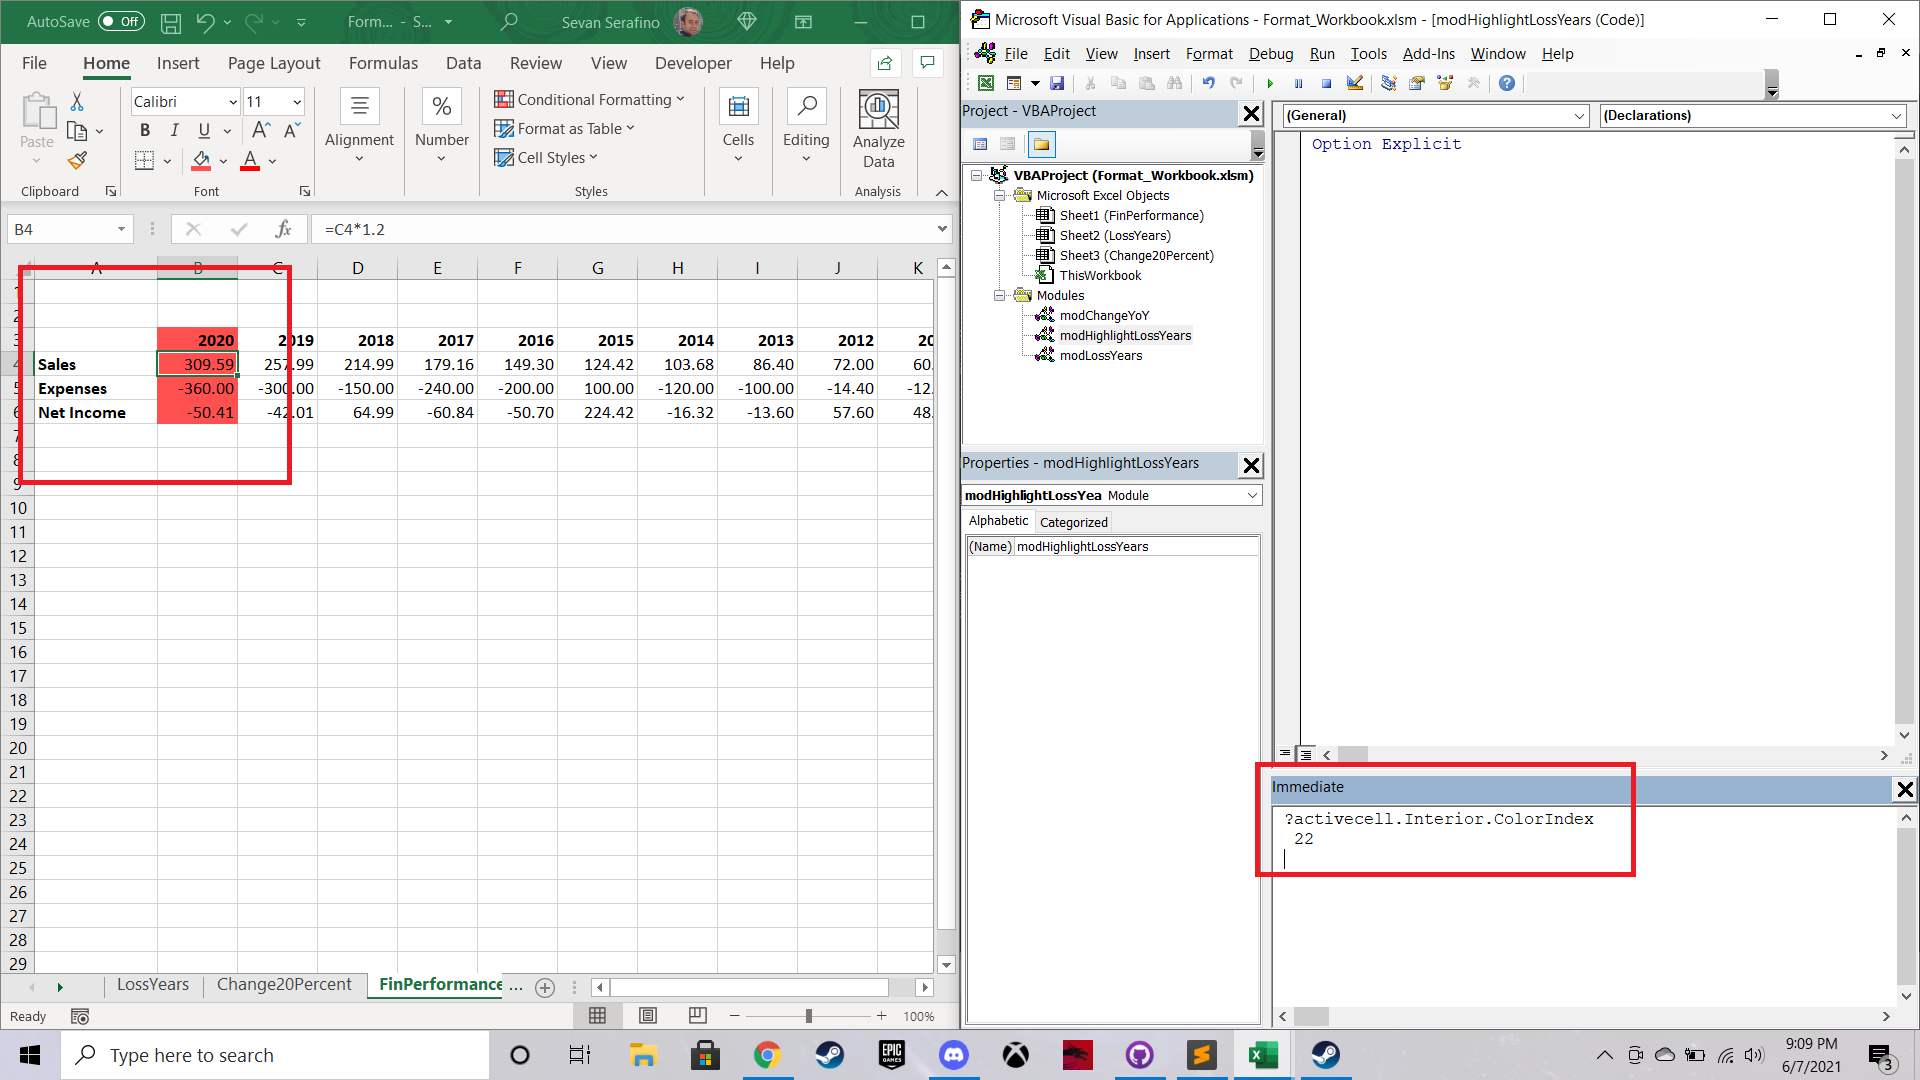 AutoSave Off Form... - S... Sevan Serafino
File Home Insert Page Layout Formulas Data Review View Developer Help
Paste
Clipboard
Calibri 11
B I U A A
A
Font
Alignment
% Number
Conditional Formatting
Format as Table
Cell Styles
Styles
Cells
Editing
Analyze
Data
Analysis
B4 fx =C4*1.2
A B C D E F G H I J K
1
2
3 2020 2019 2018 2017 2016 2015 2014 2013 2012 20
4 Sales 309.59 257.99 214.99 179.16 149.30 124.42 103.68 86.40 72.00 60.
5 Expenses -360.00 -300.00 -150.00 -240.00 -200.00 100.00 -120.00 -100.00 -14.40 -12.
6 Net Income -50.41 -42.01 64.99 -60.84 -50.70 224.42 -16.32 -13.60 57.60 48.
7
8
9
10
11
12
13
14
15
16
17
18
19
20
21
22
23
24
25
26
27
28
29
LossYears Change20Percent FinPerformance ...
Ready 100%
Microsoft Visual Basic for Applications - Format_Workbook.xlsm - [modHighlightLossYears (Code)]
File Edit View Insert Format Debug Run Tools Add-Ins Window Help
Project - VBAProject
VBAProject (Format_Workbook.xlsm)
Microsoft Excel Objects
Sheet1 (FinPerformance)
Sheet2 (LossYears)
Sheet3 (Change20Percent)
ThisWorkbook
Modules
modChangeYoY
modHighlightLossYears
modLossYears
Properties - modHighlightLossYears
modHighlightLossYea Module
Alphabetic Categorized
(Name) modHighlightLossYears
(General) (Declarations)
Option Explicit
Immediate
?activecell.Interior.ColorIndex
22
Type here to search
EPIC
GAMES
9:09 PM
6/7/2021
3